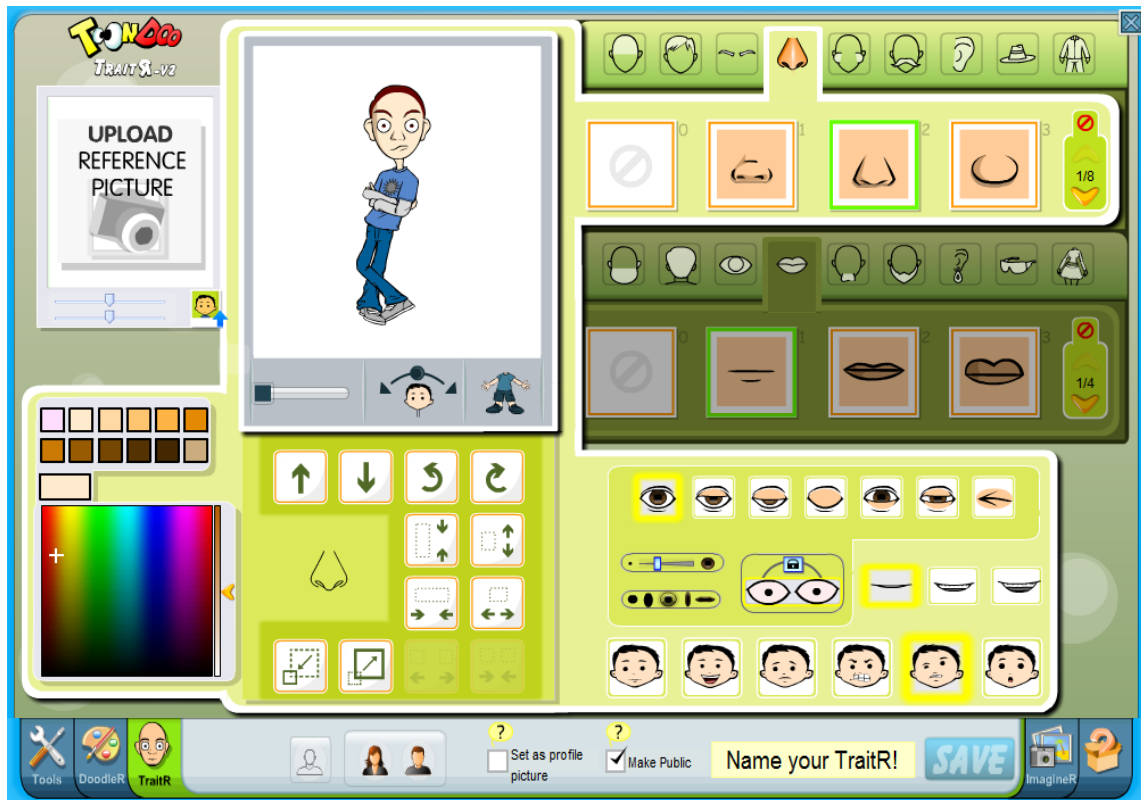 TOONDOO
TRAITR-V2
UPLOAD
REFERENCE
PICTURE
0
1
2
3
1/8
0
1
2
3
1/4
Tools
DoodleR
TraitR
?
Set as profile
picture
?
Make Public
Name your TraitR!
SAVE
ImagineR
?